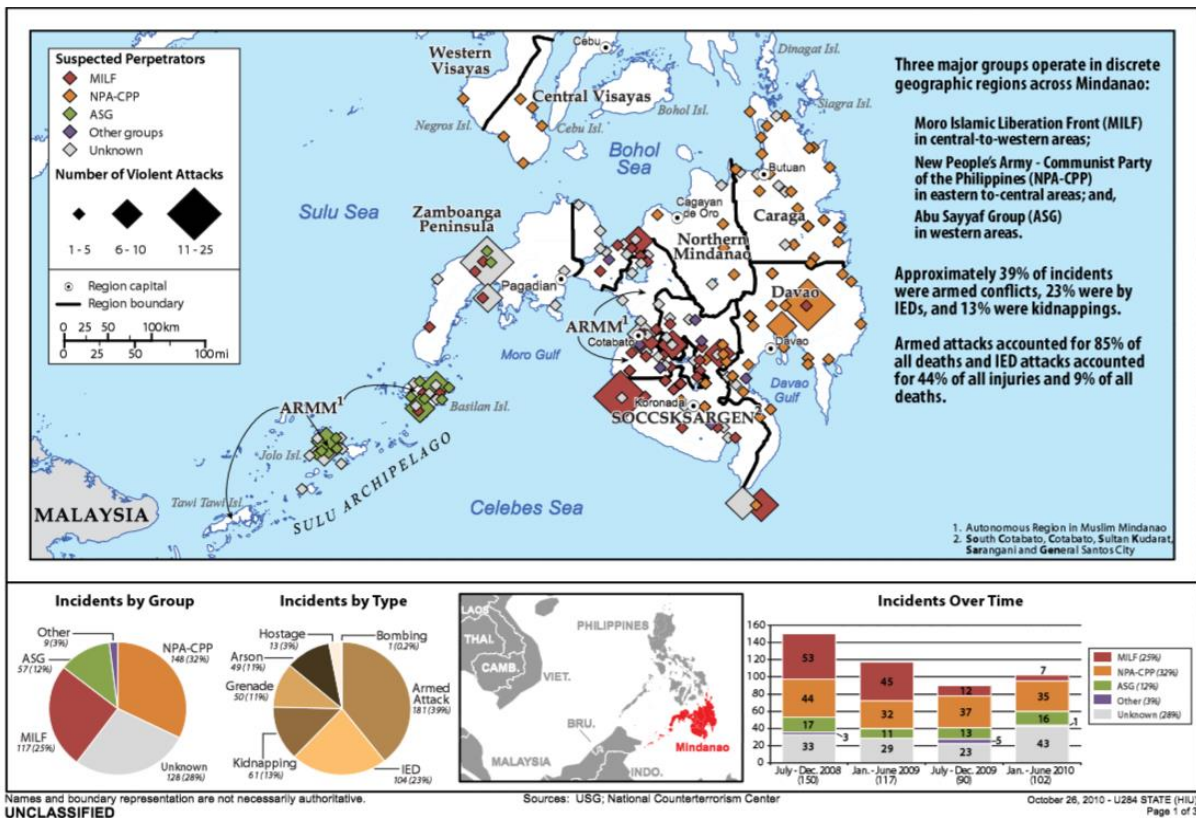 Suspected Perpetrators
MILF
NPA-CPP
ASG
Other groups
Unknown
Number of Violent Attacks
1 - 5
6 - 10
11 - 25
Region capital
Region boundary
0 25 50 100km
0 25 50 100mi
Western
Visayas
Cebu
Central Visayas
Negros Isl.
Cebu Isl.
Bohol Isl.
Dinagat Isl.
Siagra Isl.
Bohol
Sea
Sulu Sea
Butuan
Cagayan
de Oro
Caraga
Zamboanga
Peninsula
Northern
Mindanao
Pagadian
Davao
ARMM1
Cotabato
Moro Gulf
Davao
Davao
Gulf
Basilan Isl.
Koronadal
SOCCSKSARGEN2
ARMM1
Jolo Isl.
SULU ARCHIPELAGO
Tawi Tawi Isl.
MALAYSIA
Celebes Sea
Three major groups operate in discrete
geographic regions across Mindanao:
Moro Islamic Liberation Front (MILF)
in central-to-western areas;
New People's Army - Communist Party
of the Philippines (NPA-CPP)
in eastern to-central areas; and,
Abu Sayyaf Group (ASG)
in western areas.
Approximately 39% of incidents
were armed conflicts, 23% were by
IEDs, and 13% were kidnappings.
Armed attacks accounted for 85% of
all deaths and IED attacks accounted
for 44% of all injuries and 9% of all
deaths.
1. Autonomous Region in Muslim Mindanao
2. South Cotabato, Cotabato, Sultan Kudarat,
Sarangani and General Santos City
Incidents by Group
Other
9 (3%)
NPA-CPP
148 (32%)
ASG
57 (12%)
MILF
117 (25%)
Unknown
128 (28%)
Incidents by Type
Hostage
13 (3%)
Bombing
1 (0.2%)
Arson
49 (11%)
Grenade
50 (11%)
Armed
Attack
181 (39%)
Kidnapping
61 (13%)
IED
104 (23%)
LAOS
THAI.
CAMB.
VIET.
PHILIPPINES
BRU.
MALAYSIA
INDO.
Mindanao
Incidents Over Time
160
140
120
100
80
60
40
20
0
53
44
17
3
33
45
32
11
29
12
37
13
5
23
7
35
16
1
43
July - Dec. 2008
(150)
Jan. - June 2009
(117)
July - Dec. 2009
(90)
Jan. - June 2010
(102)
MILF (25%)
NPA-CPP (32%)
ASG (12%)
Other (3%)
Unknown (28%)
Names and boundary representation are not necessarily authoritative.
UNCLASSIFIED
Sources: USG; National Counterterrorism Center
October 26, 2010 - U284 STATE (HIU)
Page 1 of 3